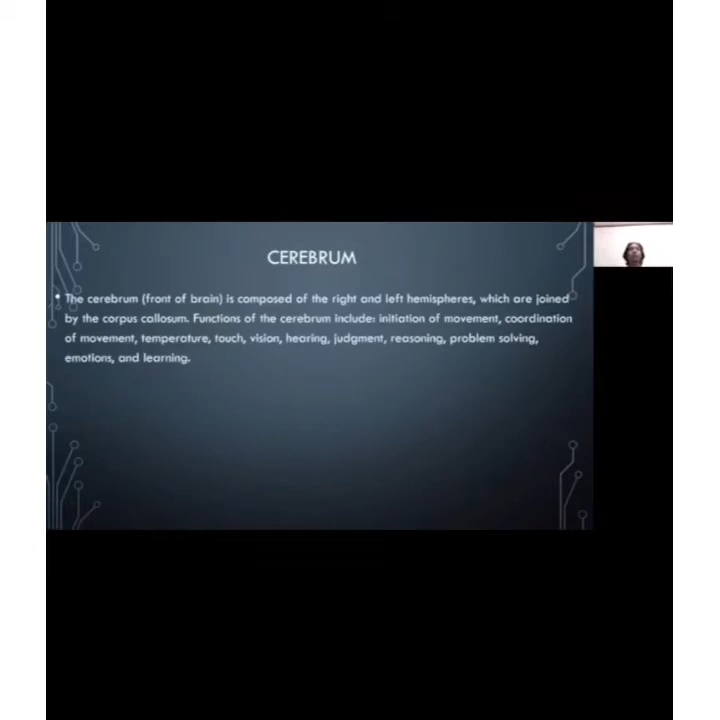 CEREBRUM
• The cerebrum (front of brain) is composed of the right and left hemispheres, which are joined
by the corpus callosum. Functions of the cerebrum include: initiation of movement, coordination
of movement, temperature, touch, vision, hearing, judgment, reasoning, problem solving,
emotions, and learning.